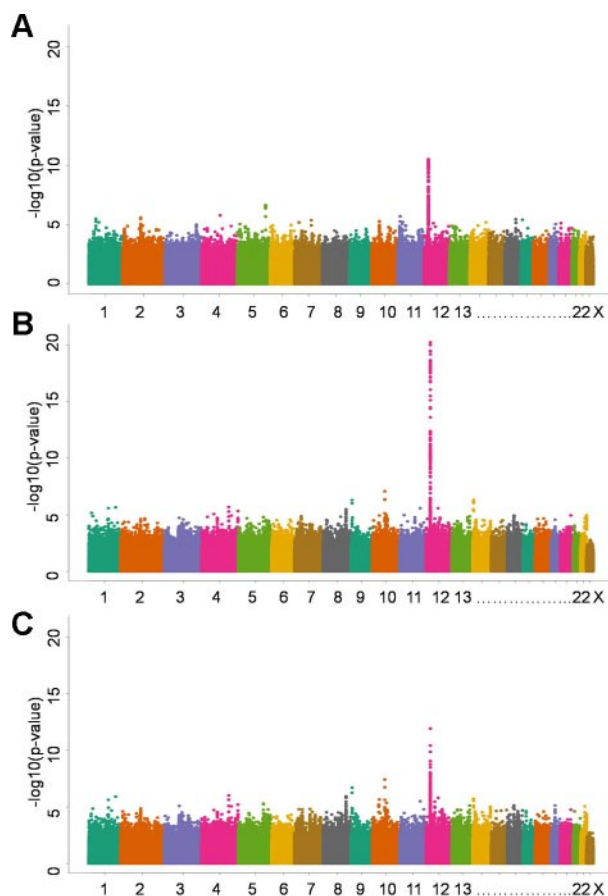 A
-log10(p-value)
20
15
10
5
0
1 2 3 4 5 6 7 8 9 10 11 12 13 ...................... 22 X
B
-log10(p-value)
20
15
10
5
0
1 2 3 4 5 6 7 8 9 10 11 12 13 ...................... 22 X
C
-log10(p-value)
20
15
10
5
0
1 2 3 4 5 6 7 8 9 10 11 12 13 ...................... 22 X